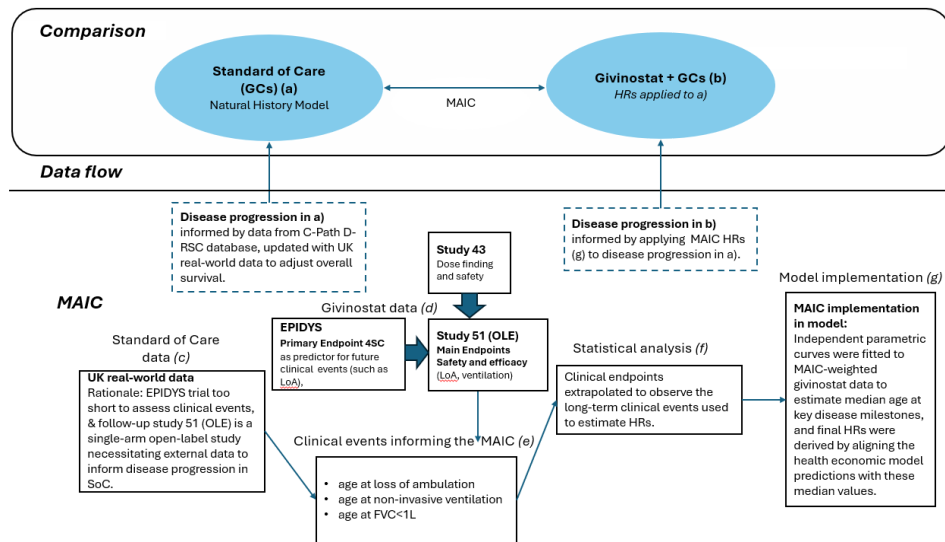 Comparison
Standard of Care
(GCs) (a)
Natural History Model
MAIC
Givinostat + GCs (b)
HRs applied to a)
Data flow
Disease progression in a)
informed by data from C-Path D-
RSC database, updated with UK
real-world data to adjust overall
survival.
Disease progression in b)
informed by applying MAIC HRs
(g) to disease progression in a).
MAIC
Study 43
Dose finding
and safety
Givinostat data (d)
EPIDYS
Primary Endpoint 4SC
as predictor for future
clinical events (such as
LoA),
Study 51 (OLE)
Main Endpoints
Safety and efficacy
(LoA, ventilation)
Standard of Care
data (c)
UK real-world data
Rationale: EPIDYS trial too
short to assess clinical events,
& follow-up study 51 (OLE) is a
single-arm open-label study
necessitating external data to
inform disease progression in
SoC.
Clinical events informing the MAIC (e)
• age at loss of ambulation
• age at non-invasive ventilation
• age at FVC<1L
Statistical analysis (f)
Clinical endpoints
extrapolated to observe the
long-term clinical events used
to estimate HRs.
Model implementation (g)
MAIC implementation
in model:
Independent parametric
curves were fitted to
MAIC-weighted
givinostat data to
estimate median age at
key disease milestones,
and final HRs were
derived by aligning the
health economic model
predictions with these
median values.